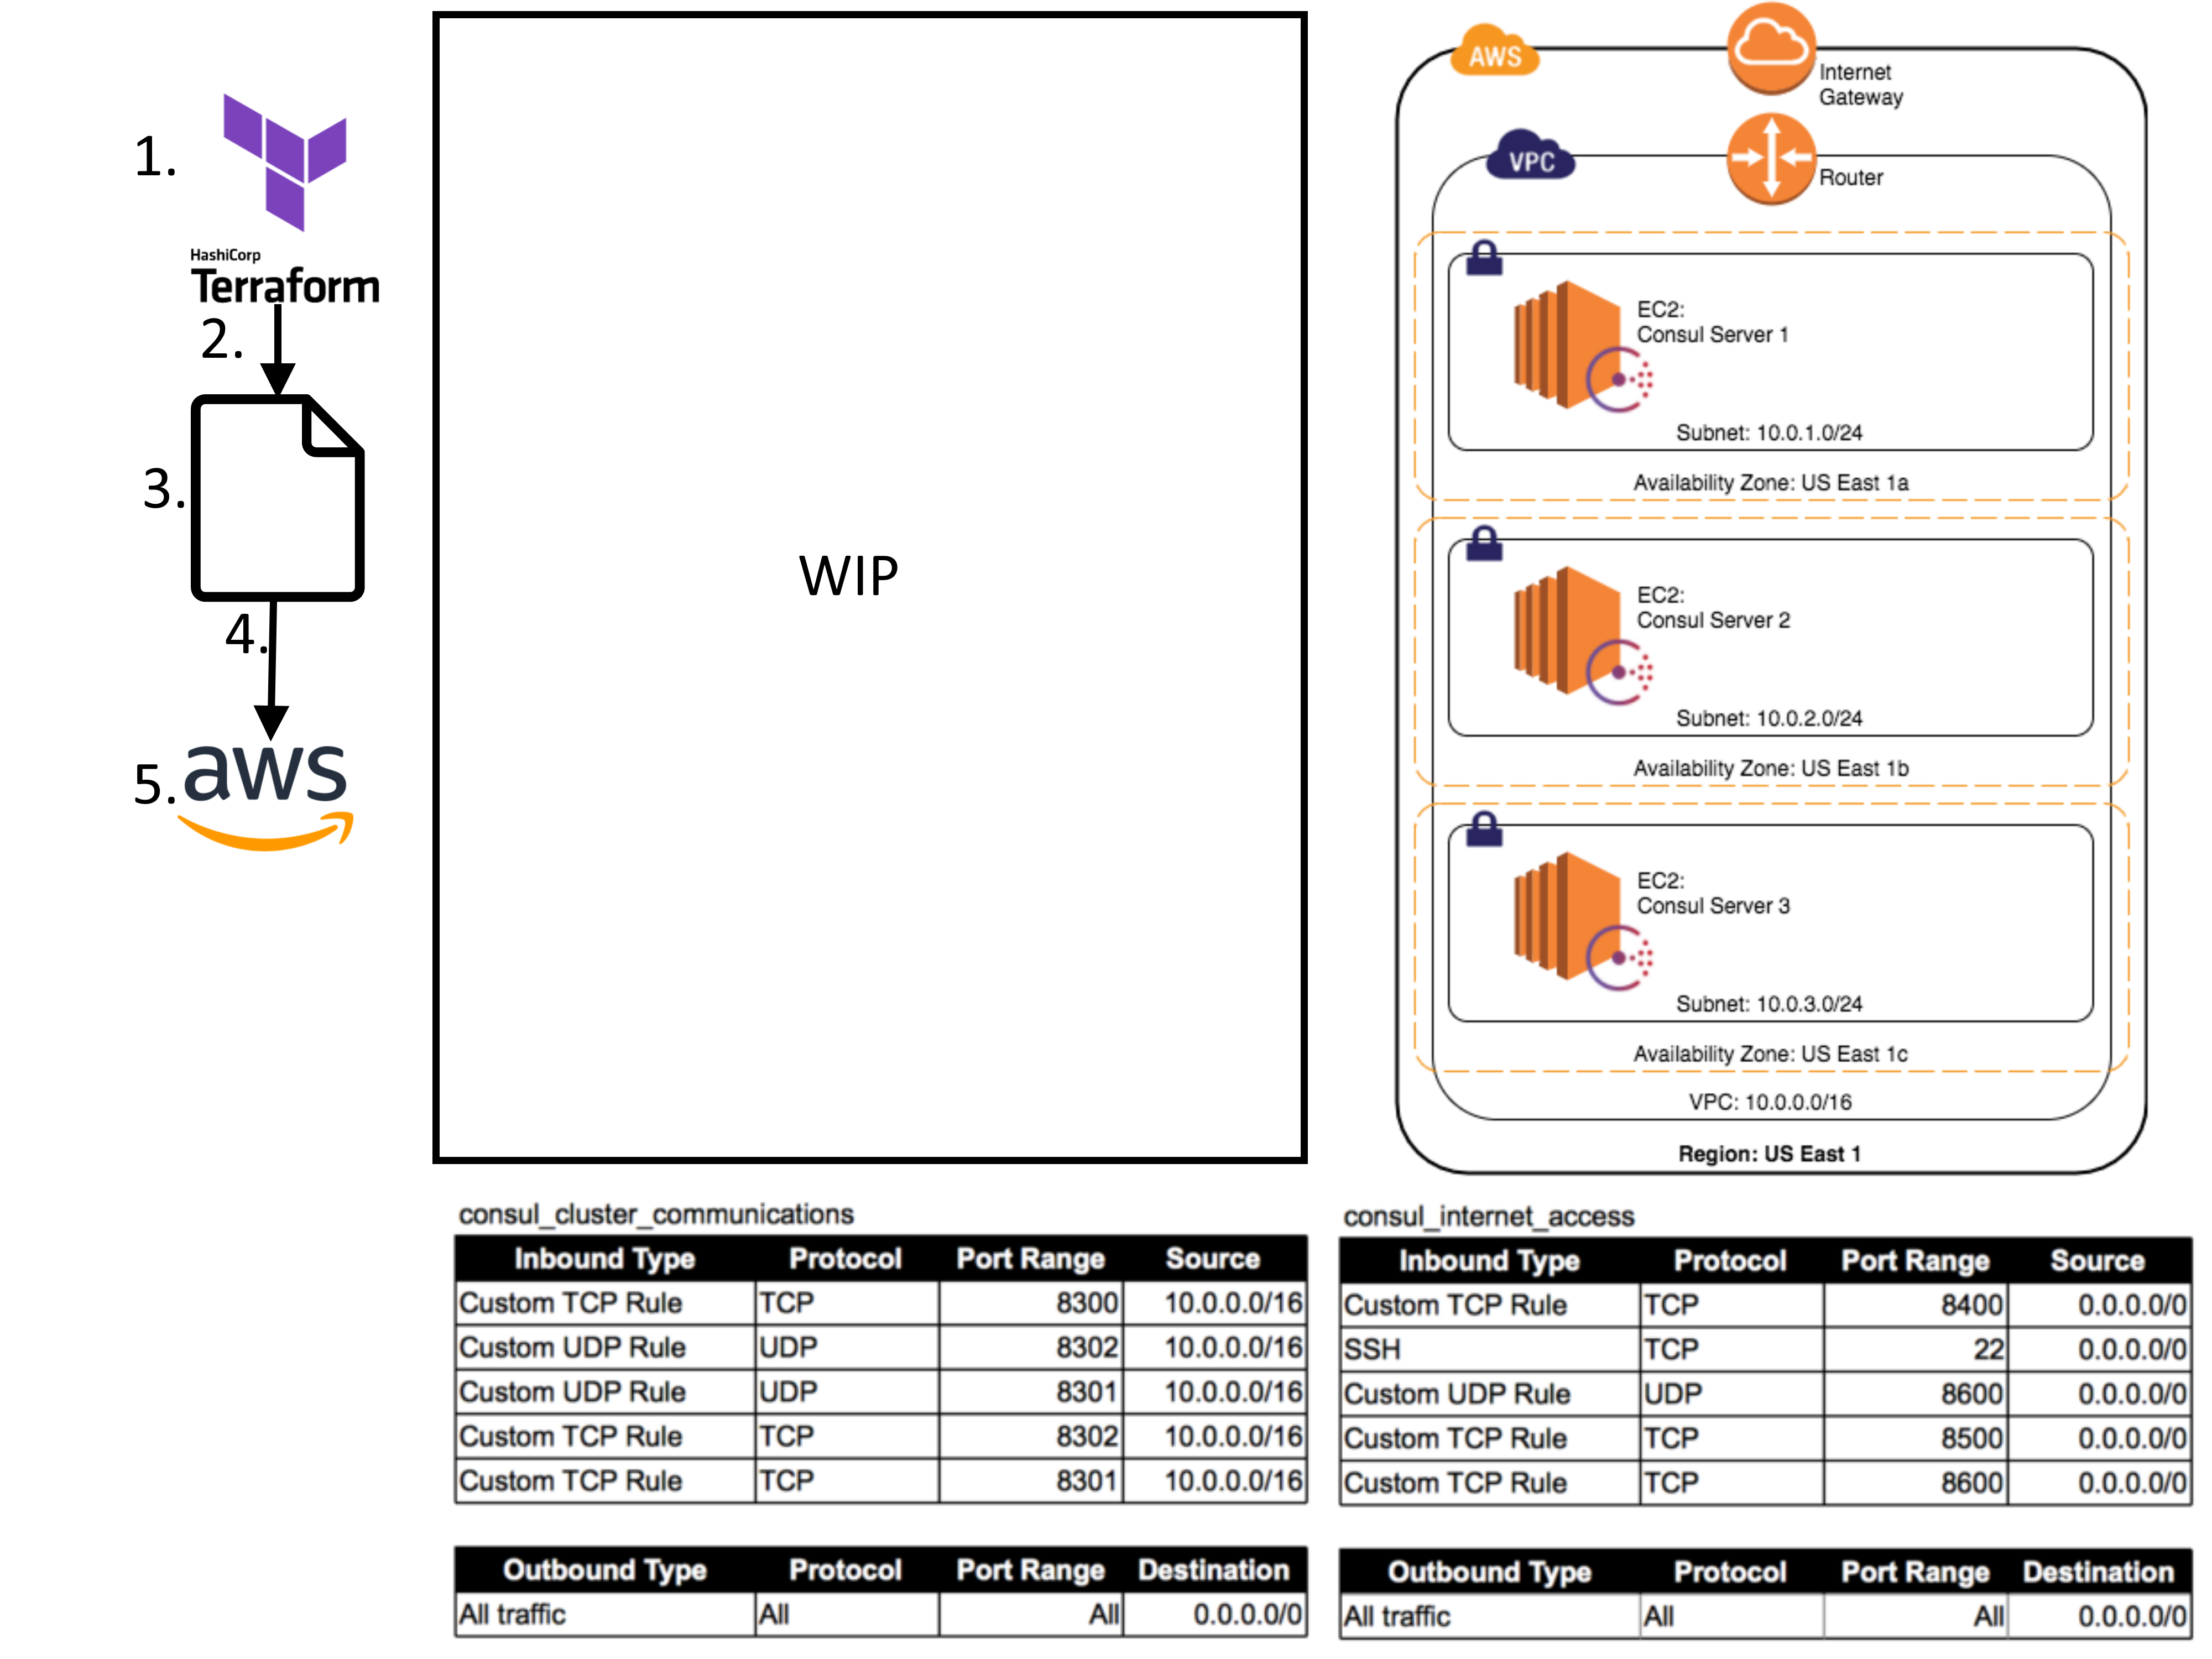 1.
HashiCorp
Terraform
2.
3.
4.
5.
aws
WIP
AWS
Internet
Gateway
VPC
Router
EC2:
Consul Server 1
Subnet: 10.0.1.0/24
Availability Zone: US East 1a
EC2:
Consul Server 2
Subnet: 10.0.2.0/24
Availability Zone: US East 1b
EC2:
Consul Server 3
Subnet: 10.0.3.0/24
Availability Zone: US East 1c
VPC: 10.0.0.0/16
Region: US East 1
consul_cluster_communications
Inbound Type Protocol Port Range Source
Custom TCP Rule TCP 8300 10.0.0.0/16
Custom UDP Rule UDP 8302 10.0.0.0/16
Custom UDP Rule UDP 8301 10.0.0.0/16
Custom TCP Rule TCP 8302 10.0.0.0/16
Custom TCP Rule TCP 8301 10.0.0.0/16
Outbound Type Protocol Port Range Destination
All traffic All All 0.0.0.0/0
consul_internet_access
Inbound Type Protocol Port Range Source
Custom TCP Rule TCP 8400 0.0.0.0/0
SSH TCP 22 0.0.0.0/0
Custom UDP Rule UDP 8600 0.0.0.0/0
Custom TCP Rule TCP 8500 0.0.0.0/0
Custom TCP Rule TCP 8600 0.0.0.0/0
Outbound Type Protocol Port Range Destination
All traffic All All 0.0.0.0/0